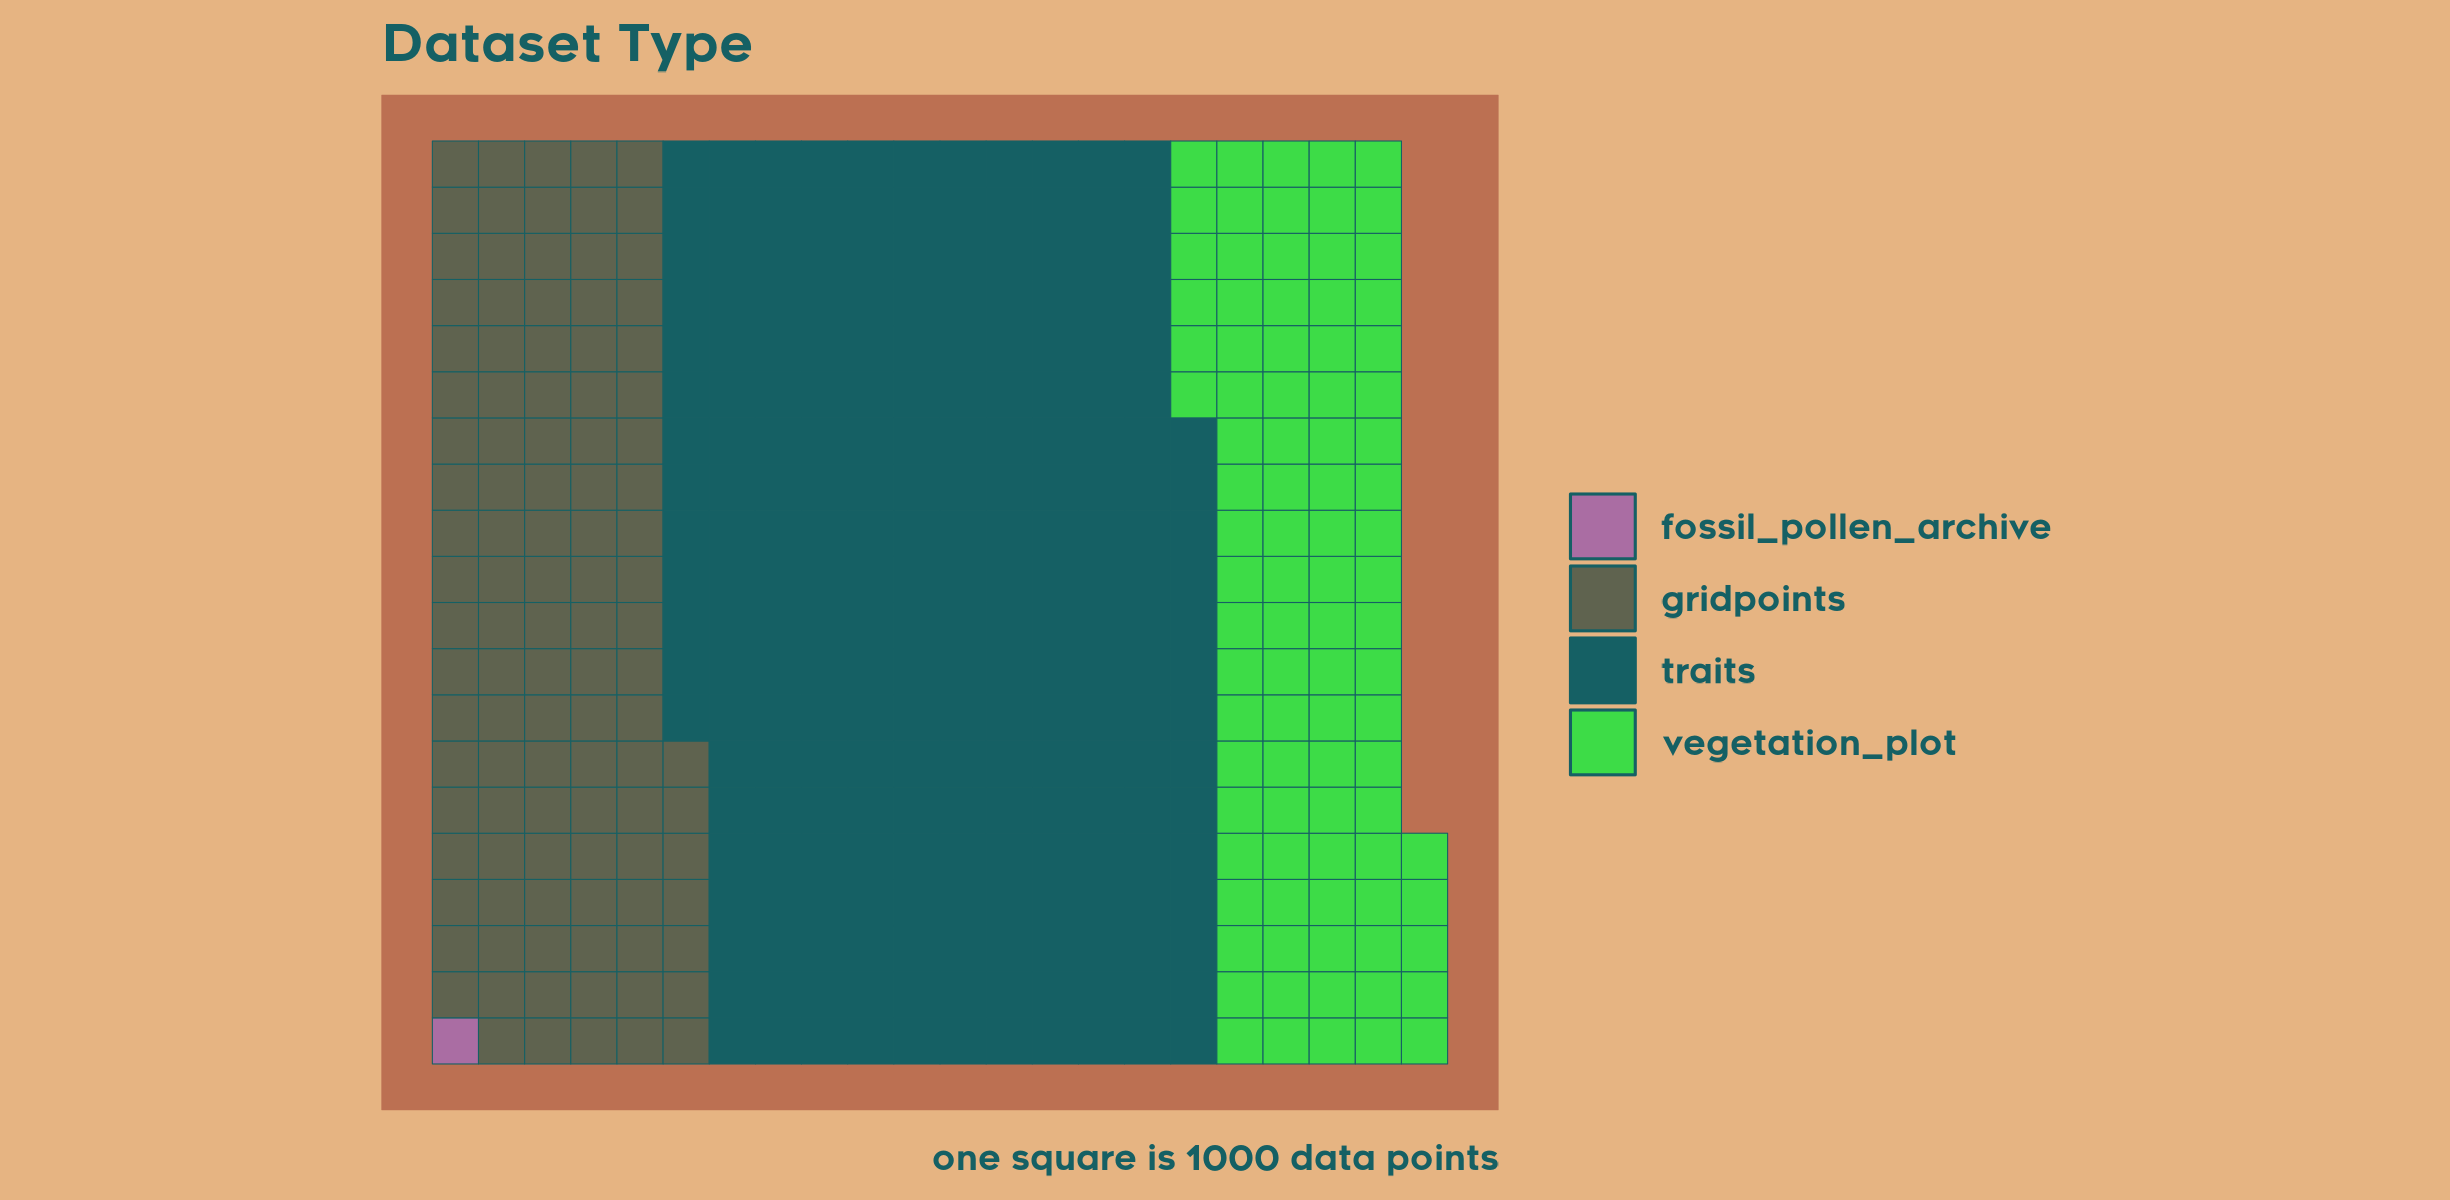 Dataset Type
fossil_pollen_archive
gridpoints
traits
vegetation_plot
one square is 1000 data points